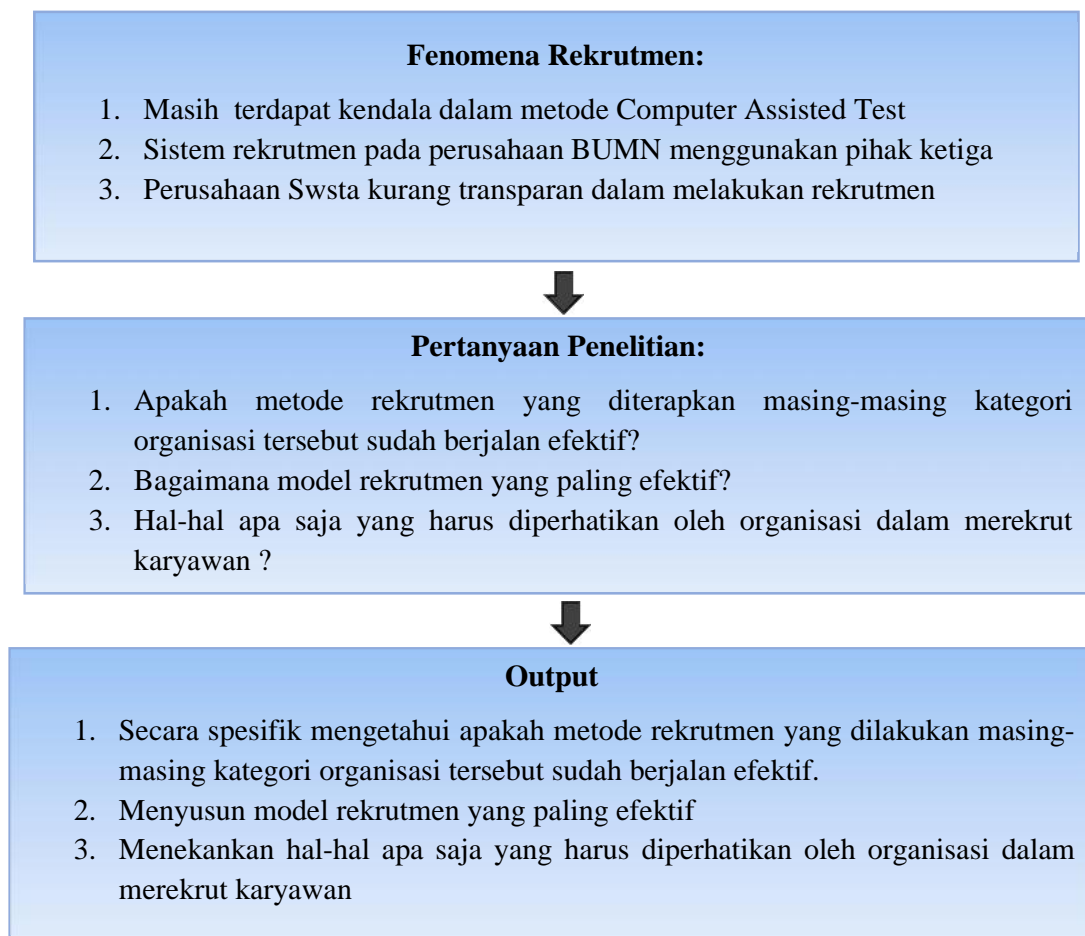 Fenomena Rekrutmen:
1. Masih terdapat kendala dalam metode Computer Assisted Test
2. Sistem rekrutmen pada perusahaan BUMN menggunakan pihak ketiga
3. Perusahaan Swsta kurang transparan dalam melakukan rekrutmen
Pertanyaan Penelitian:
1. Apakah metode rekrutmen yang diterapkan masing-masing kategori
organisasi tersebut sudah berjalan efektif?
2. Bagaimana model rekrutmen yang paling efektif?
3. Hal-hal apa saja yang harus diperhatikan oleh organisasi dalam merekrut
karyawan ?
Output
1. Secara spesifik mengetahui apakah metode rekrutmen yang dilakukan masing-
masing kategori organisasi tersebut sudah berjalan efektif.
2. Menyusun model rekrutmen yang paling efektif
3. Menekankan hal-hal apa saja yang harus diperhatikan oleh organisasi dalam
merekrut karyawan